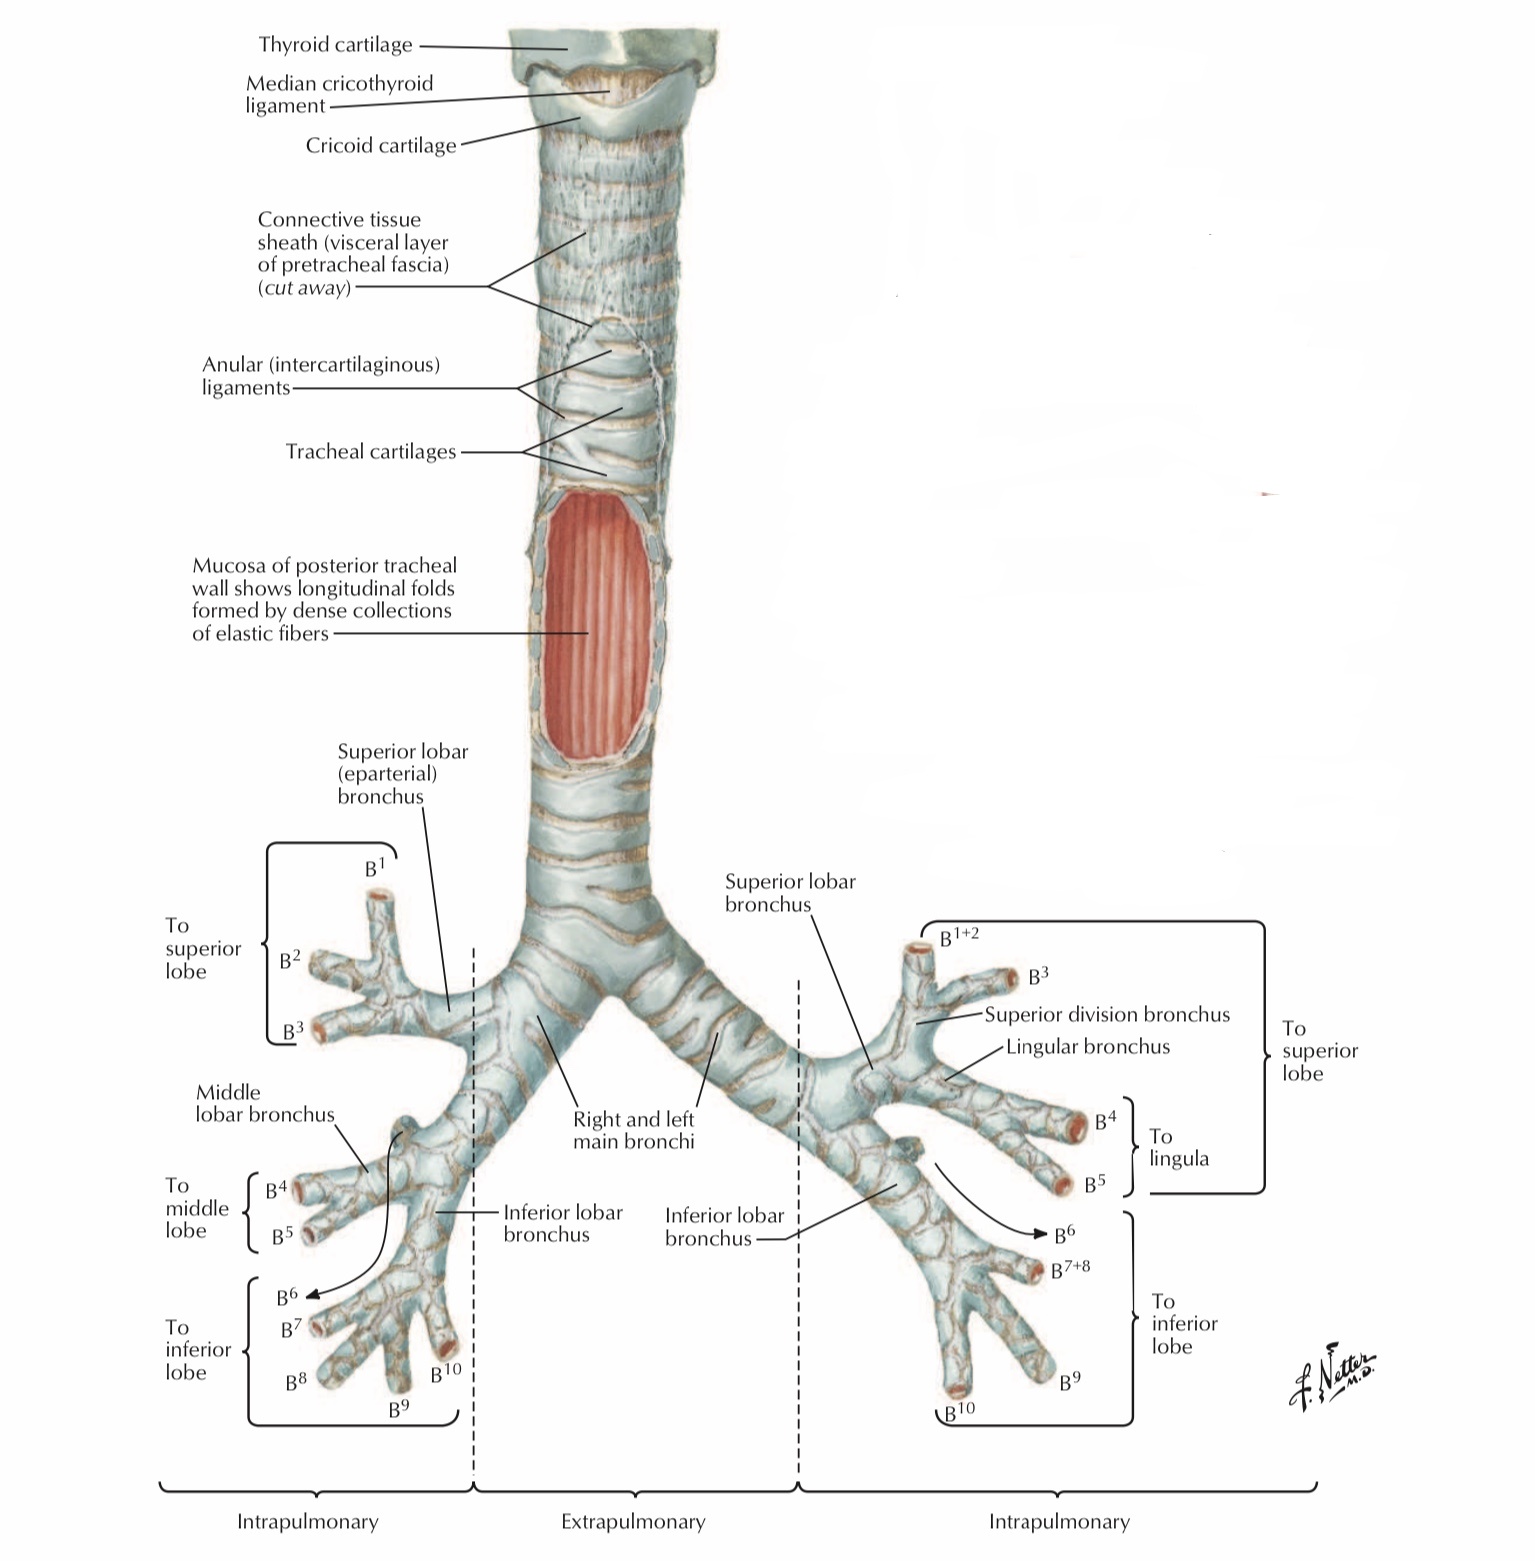 Thyroid cartilage
Median cricothyroid
ligament
Cricoid cartilage
Connective tissue
sheath (visceral layer
of pretracheal fascia)
(cut away)
Anular (intercartilaginous)
ligaments
Tracheal cartilages
Mucosa of posterior tracheal
wall shows longitudinal folds
formed by dense collections
of elastic fibers
Superior lobar
(eparterial)
bronchus
B1
To
superior
lobe
B2
B3
Superior lobar
bronchus
B1+2
B3
Superior division bronchus
Lingular bronchus
To
superior
lobe
Middle
lobar bronchus
Right and left
main bronchi
B4
To
lingula
B5
To
middle
lobe
B4
B5
Inferior lobar
bronchus
Inferior lobar
bronchus
B6
B7+8
To
inferior
lobe
B6
B7
B8
B9
B10
To
inferior
lobe
B9
B10
F. Netter
M.D.
Intrapulmonary
Extrapulmonary
Intrapulmonary